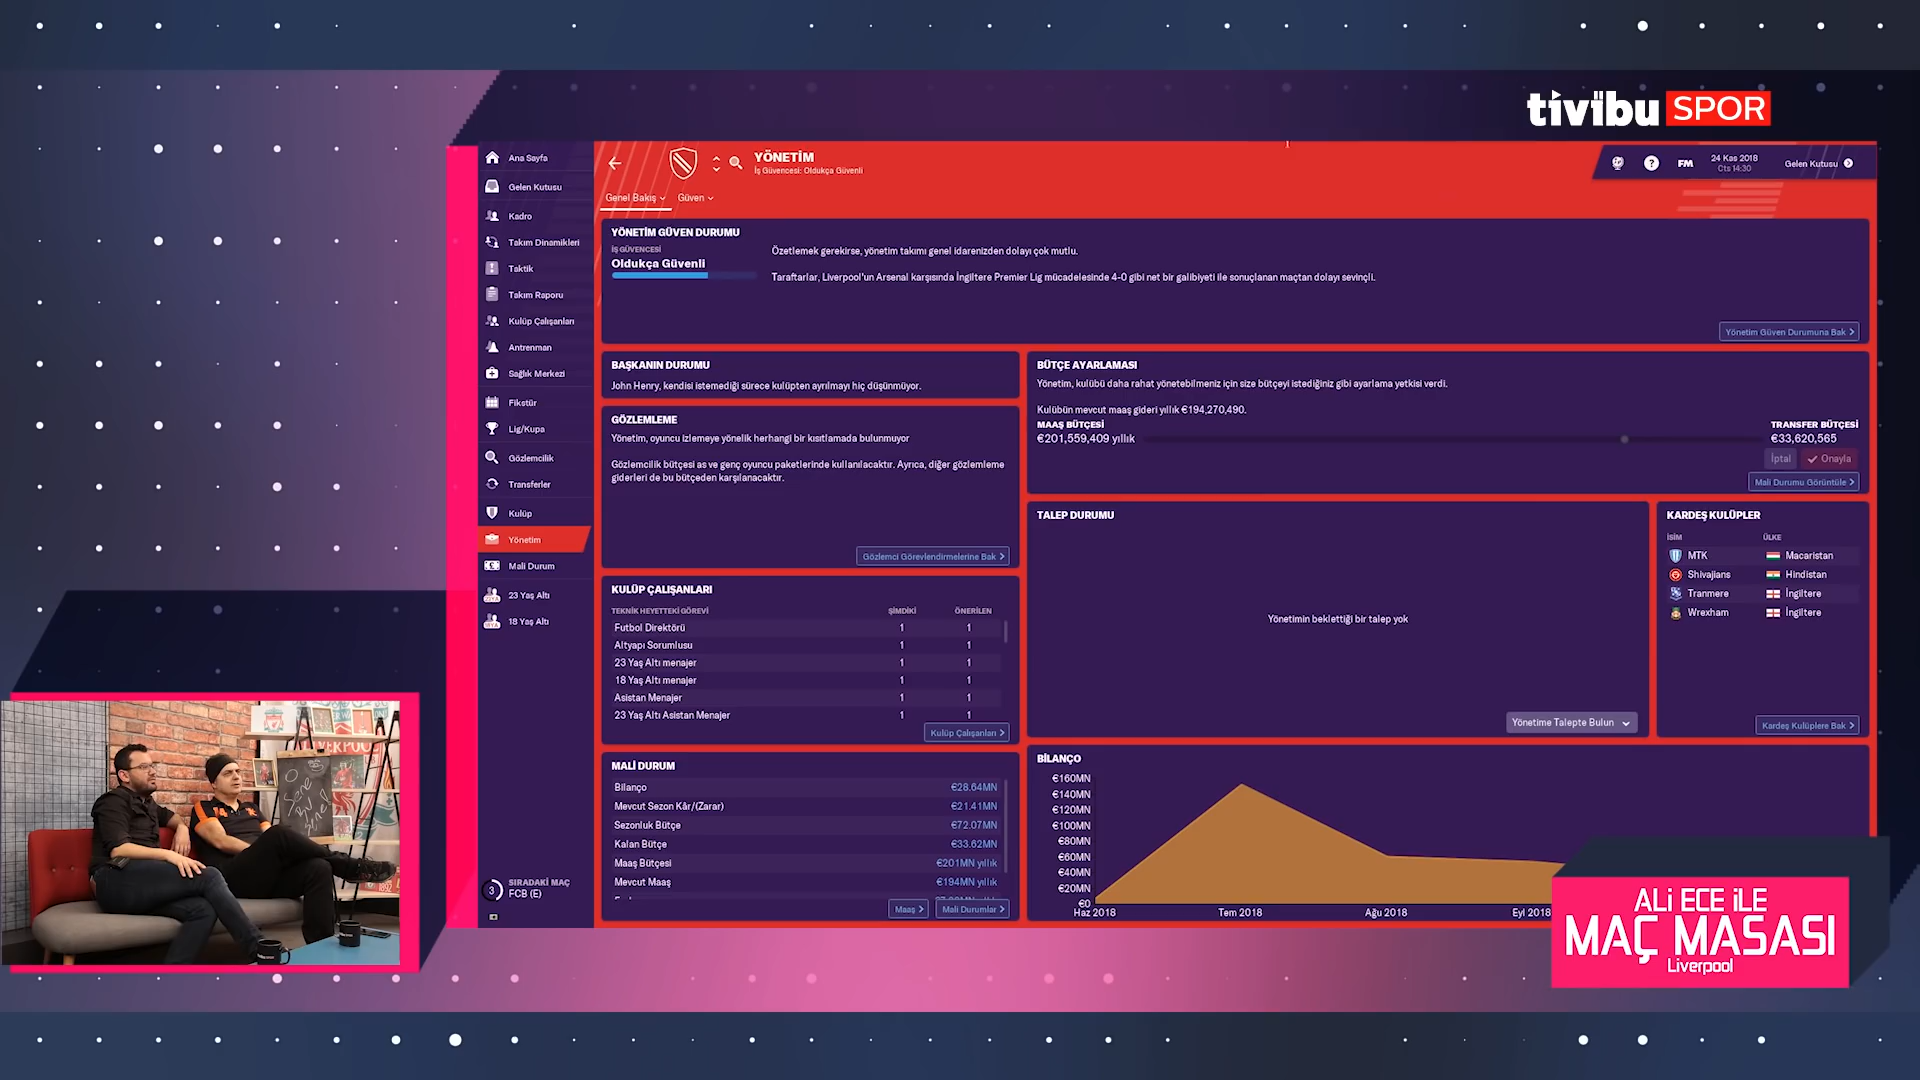 tivibu SPOR
Ana Sayfa
Gelen Kutusu
Kadro
Takım Dinamikleri
Taktik
Takım Raporu
Kulüp Çalışanları
Antrenman
Sağlık Merkezi
Fikstür
Lig/Kupa
Gözlemcilik
Transferler
Kulüp
Yönetim
Mali Durum
23 Yaş Altı
18 Yaş Altı
3
SIRADAKİ MAÇ
FCB (E)
YÖNETİM
İş Güvencesi: Oldukça Güvenli
FM
24 Kas 2018
Cts 14:30
Gelen Kutusu
Genel Bakış
Güven
YÖNETİM GÜVEN DURUMU
İŞ GÜVENCESİ
Oldukça Güvenli
Özetlemek gerekirse, yönetim takımı genel idarenizden dolayı çok mutlu.
Taraftarlar, Liverpool'un Arsenal karşısında İngiltere Premier Lig mücadelesinde 4-0 gibi net bir galibiyeti ile sonuçlanan maçtan dolayı sevinçli.
Yönetim Güven Durumuna Bak
BAŞKANIN DURUMU
John Henry, kendisi istemediği sürece kulüpten ayrılmayı hiç düşünmüyor.
GÖZLEMLEME
Yönetim, oyuncu izlemeye yönelik herhangi bir kısıtlamada bulunmuyor
Gözlemcilik bütçesi as ve genç oyuncu paketlerinde kullanılacaktır. Ayrıca, diğer gözlemleme
giderleri de bu bütçeden karşılanacaktır.
Gözlemci Görevlendirmelerine Bak
KULÜP ÇALIŞANLARI
TEKNİK HEYETTEKİ GÖREVİ ŞİMDİKİ ÖNERİLEN
Futbol Direktörü 1 1
Altyapı Sorumlusu 1 1
23 Yaş Altı menajer 1 1
18 Yaş Altı menajer 1 1
Asistan Menajer 1 1
23 Yaş Altı Asistan Menajer 1 1
Kulüp Çalışanları
MALİ DURUM
Bilanço €28.64MN
Mevcut Sezon Kâr/(Zarar) €21.41MN
Sezonluk Bütçe €72.07MN
Kalan Bütçe €33.62MN
Maaş Bütçesi €201MN yıllık
Mevcut Maaş €194MN yıllık
Maaş
Mali Durumlar
BÜTÇE AYARLAMASI
Yönetim, kulübü daha rahat yönetebilmeniz için size bütçeyi istediğiniz gibi ayarlama yetkisi verdi.
Kulübün mevcut maaş gideri yıllık €194,270,490.
MAAŞ BÜTÇESİ TRANSFER BÜTÇESİ
€201,559,409 yıllık €33,620,565
İptal Onayla
Mali Durumu Görüntüle
TALEP DURUMU
Yönetimin beklettiği bir talep yok
Yönetime Talepte Bulun
KARDEŞ KULÜPLER
İSİM ÜLKE
MTK Macaristan
Shivajians Hindistan
Tranmere İngiltere
Wrexham İngiltere
Kardeş Kulüplere Bak
BİLANÇO
€160MN
€140MN
€120MN
€100MN
€80MN
€60MN
€40MN
€20MN
€0
Haz 2018 Tem 2018 Ağu 2018 Eyl 2018
ALİ ECE İLE
MAÇ MASASI
Liverpool